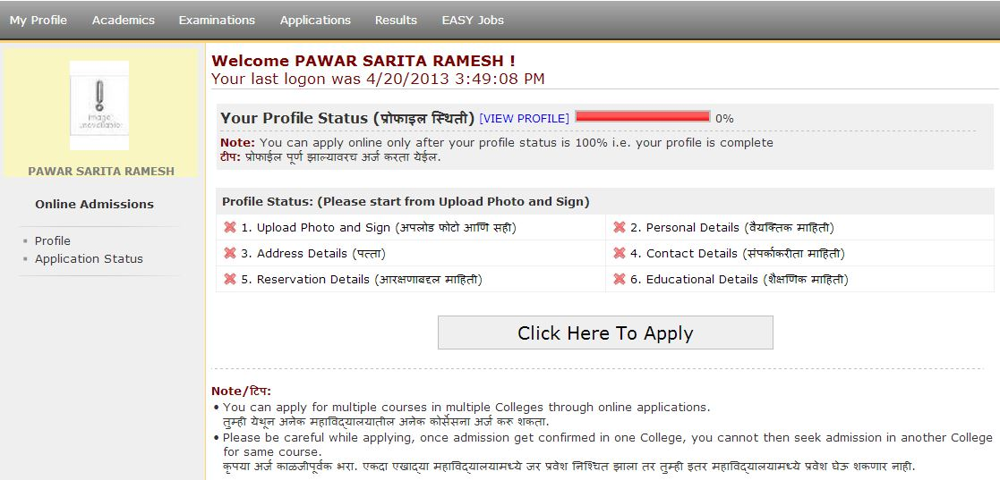 My Profile Academics Examinations Applications Results EASY Jobs
Image
Unavailable
PAWAR SARITA RAMESH
Online Admissions
Profile
Application Status
Welcome PAWAR SARITA RAMESH !
Your last logon was 4/20/2013 3:49:08 PM
Your Profile Status (प्रोफाइल स्थिती) [VIEW PROFILE] 0%
Note: You can apply online only after your profile status is 100% i.e. your profile is complete
टीप: प्रोफाईल पूर्ण झाल्यावरच अर्ज करता येईल.
Profile Status: (Please start from Upload Photo and Sign)
1. Upload Photo and Sign (अपलोड फोटो आणि सही) 2. Personal Details (वैयक्तिक माहिती)
3. Address Details (पत्ता) 4. Contact Details (संपर्काकरीता माहिती)
5. Reservation Details (आरक्षणाबद्दल माहिती) 6. Educational Details (शैक्षणिक माहिती)
Click Here To Apply
Note/टिप:
• You can apply for multiple courses in multiple Colleges through online applications.
तुम्ही येथून अनेक महाविद्यालयातील अनेक कोर्सेसना अर्ज करू शकता.
• Please be careful while applying, once admission get confirmed in one College, you cannot then seek admission in another College
for same course.
कृपया अर्ज काळजीपूर्वक भरा. एकदा एखाद्या महाविद्यालयामध्ये जर प्रवेश निश्चित झाला तर तुम्ही इतर महाविद्यालयामध्ये प्रवेश घेऊ शकणार नाही.